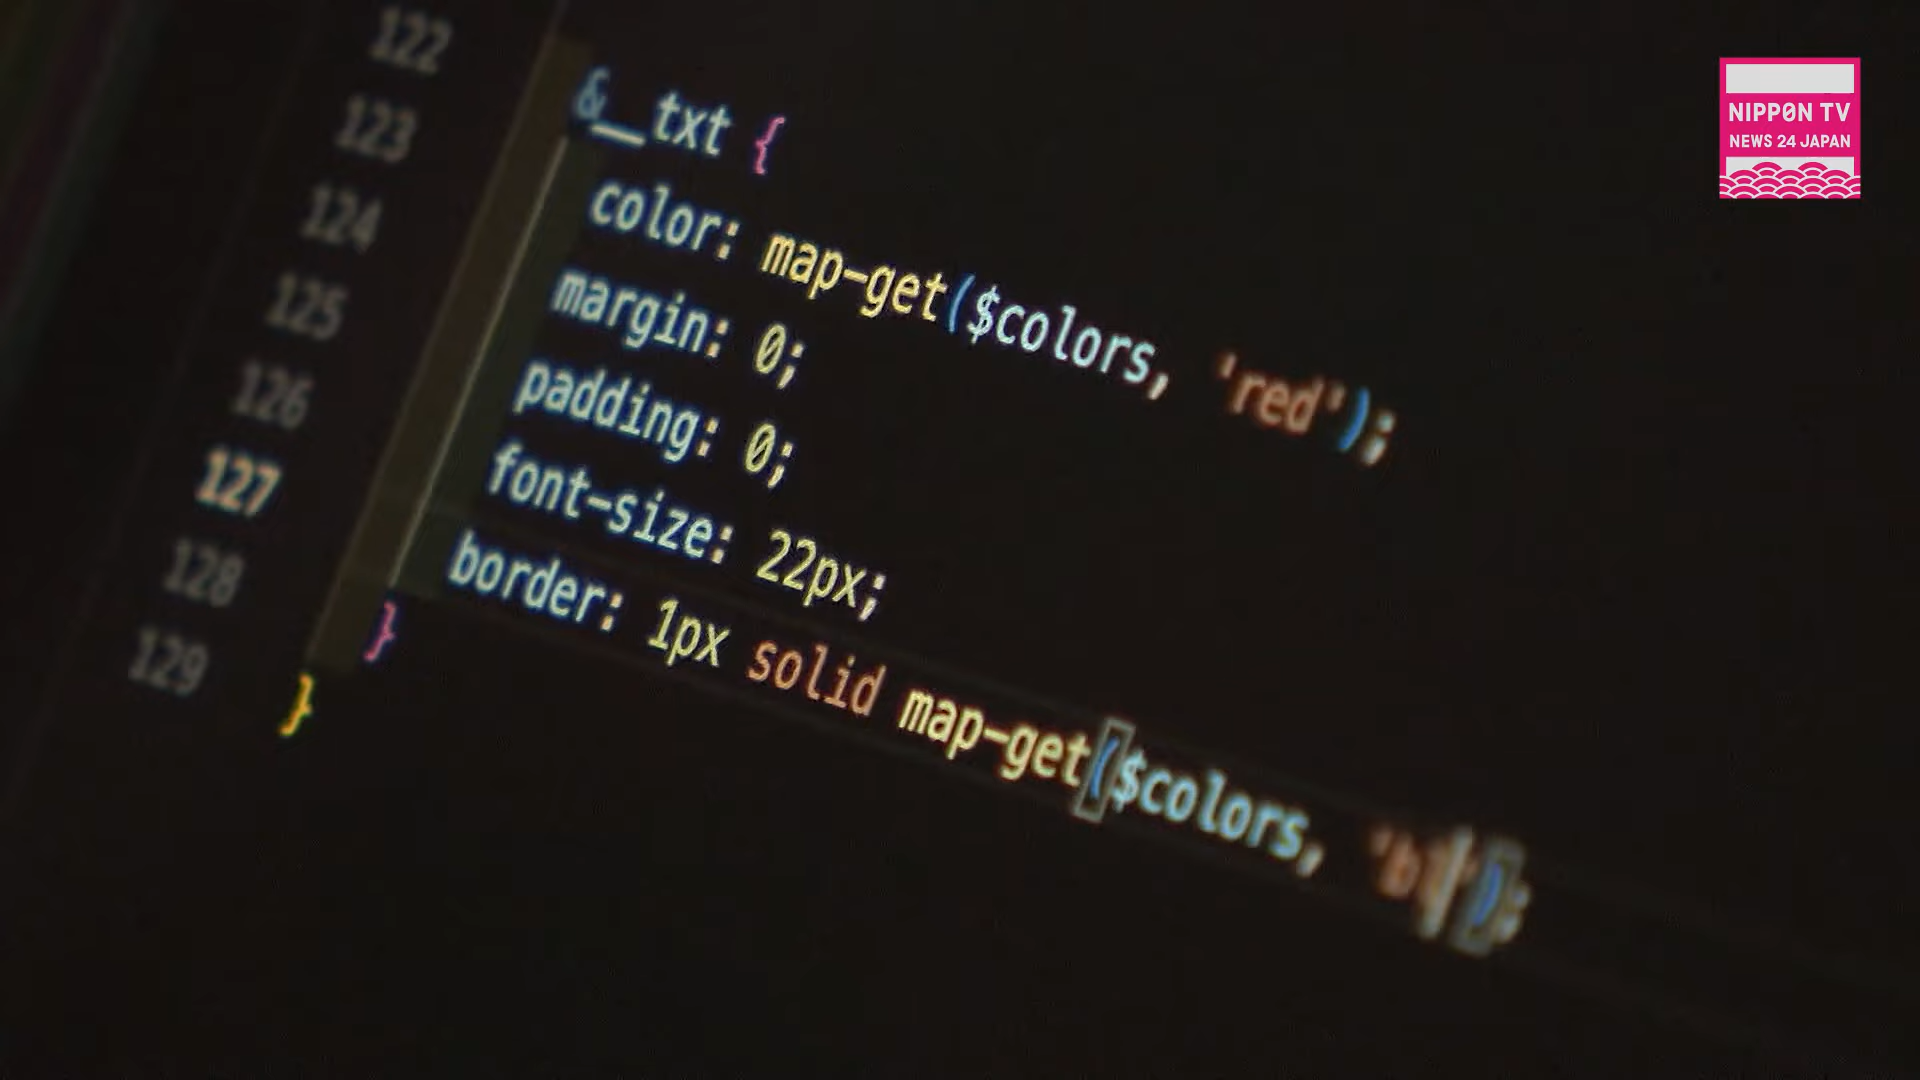 122
123 &__txt {
124 color: map-get($colors, 'red');
125 margin: 0;
126 padding: 0;
127 font-size: 22px;
128 border: 1px solid map-get($colors, 'b');
129 }
}
NIPPON TV
NEWS 24 JAPAN